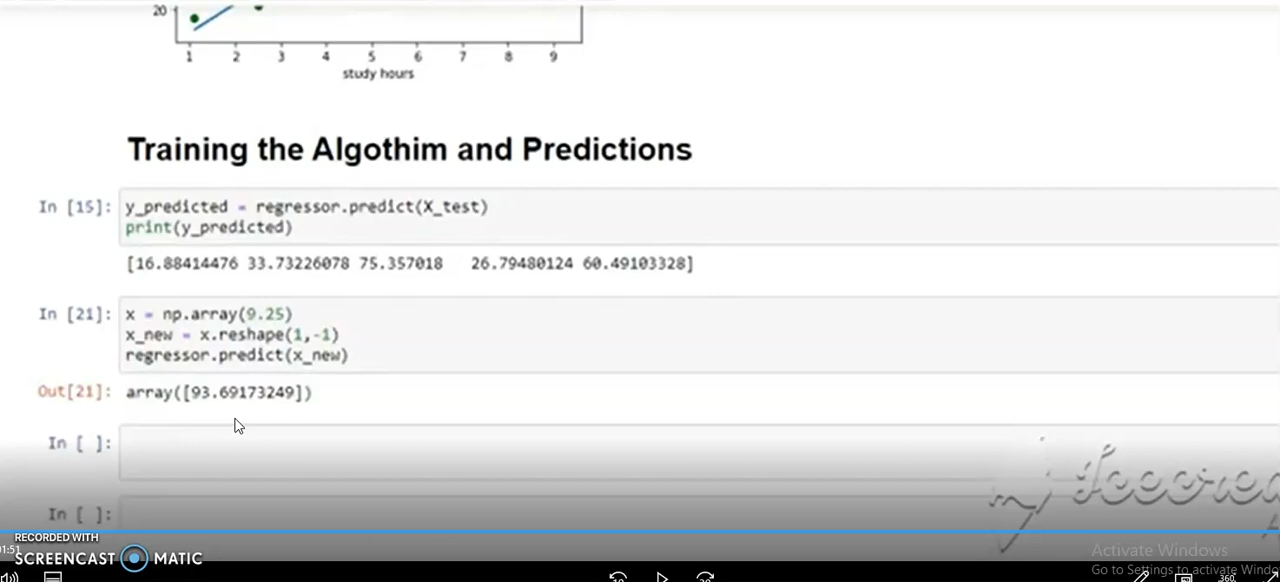 20
1 2 3 4 5 6 7 8 9
study hours
Training the Algothim and Predictions
In [15]: y_predicted = regressor.predict(X_test)
print(y_predicted)
[16.88414476 33.73226078 75.357018 26.79480124 60.49103328]
In [21]: x = np.array(9.25)
x_new = x.reshape(1,-1)
regressor.predict(x_new)
Out[21]: array([93.69173249])
In [ ]:
In [ ]:
RECORDED WITH
SCREENCAST MATIC
Activate Windows
Go to Settings to activate Windo